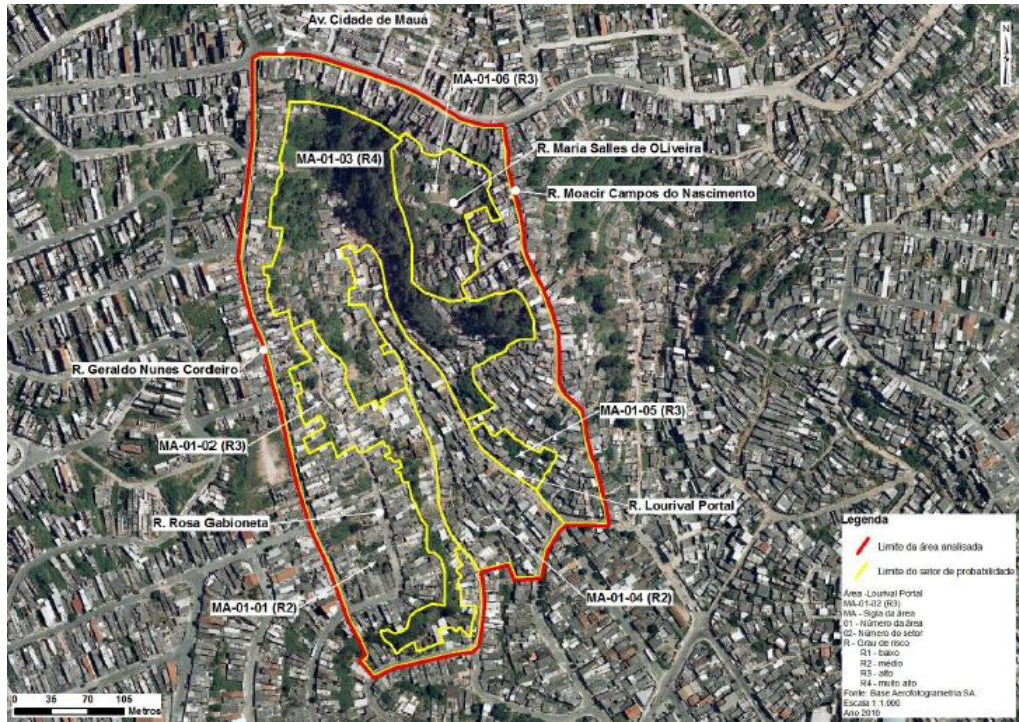 Av. Cidade de Mauá
N
MA-01-06 (R3)
R. Maria Salles de OLiveira
MA-01-03 (R4)
R. Moacir Campos do Nascimento
R. Geraldo Nunes Cordeiro
MA-01-05 (R3)
MA-01-02 (R3)
R. Lourival Portal
R. Rosa Gabioneta
MA-01-01 (R2)
MA-01-04 (R2)
Legenda
Limite da área analisada
Limite do setor de probabilidade
Área -Lourival Portal
MA-01-02 (R3)
MA - Sigla da área
01 - Número da área
02- Número do setor
R - Grau de risco
R1 - baixo
R2 - médio
R3 - alto
R4 - muito alto
Fonte: Base Aerofotogrametria SA.
Escala 1:1.000
Ano 2010
0 35 70 105
Metros